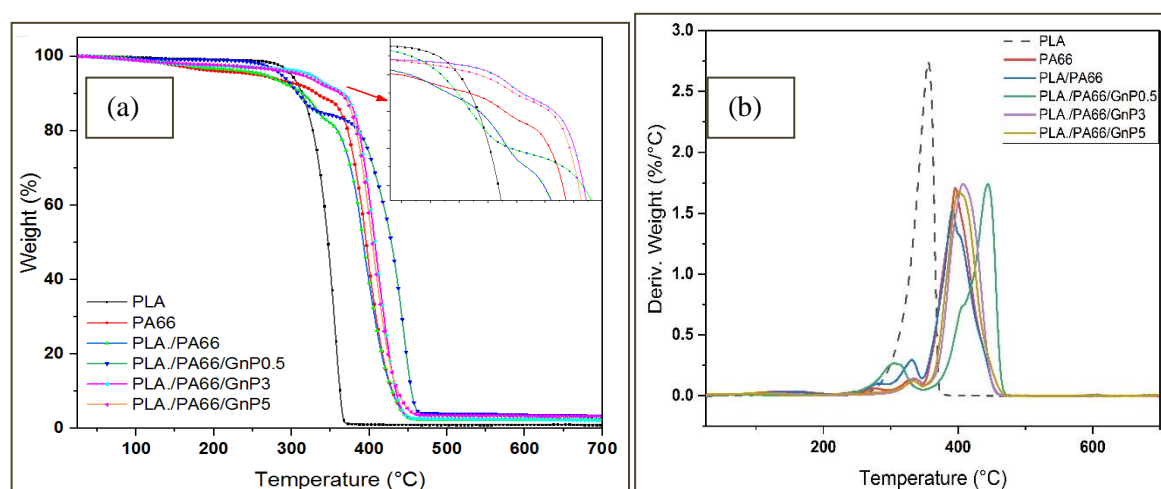 (a)
Weight (%)
100
80
60
40
20
0
PLA
PA66
PLA./PA66
PLA./PA66/GnP0.5
PLA./PA66/GnP3
PLA./PA66/GnP5
100 200 300 400 500 600 700
Temperature (°C)
(b)
Deriv. Weight (%/°C)
3.0
2.5
2.0
1.5
1.0
0.5
0.0
PLA
PA66
PLA/PA66
PLA./PA66/GnP0.5
PLA./PA66/GnP3
PLA./PA66/GnP5
200 400 600
Temperature (°C)